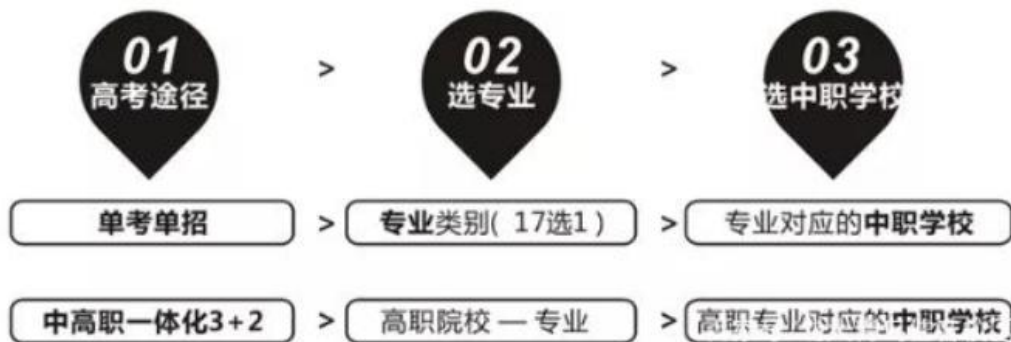 01 > 02 > 03
高考途径 选专业 选中职学校
单考单招 > 专业类别( 17选1 ) > 专业对应的中职学校
中高职一体化3+2 > 高职院校 — 专业 > 高职专业对应的中职学校